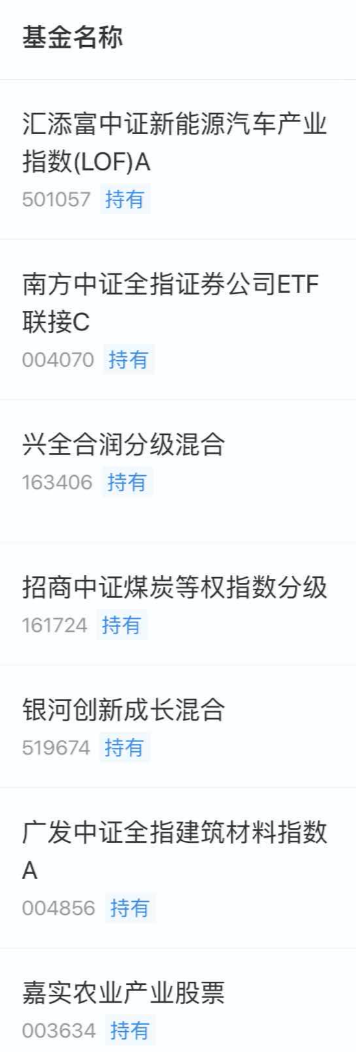 基金名称
汇添富中证新能源汽车产业
指数(LOF)A
501057 持有
南方中证全指证券公司ETF
联接C
004070 持有
兴全合润分级混合
163406 持有
招商中证煤炭等权指数分级
161724 持有
银河创新成长混合
519674 持有
广发中证全指建筑材料指数
A
004856 持有
嘉实农业产业股票
003634 持有